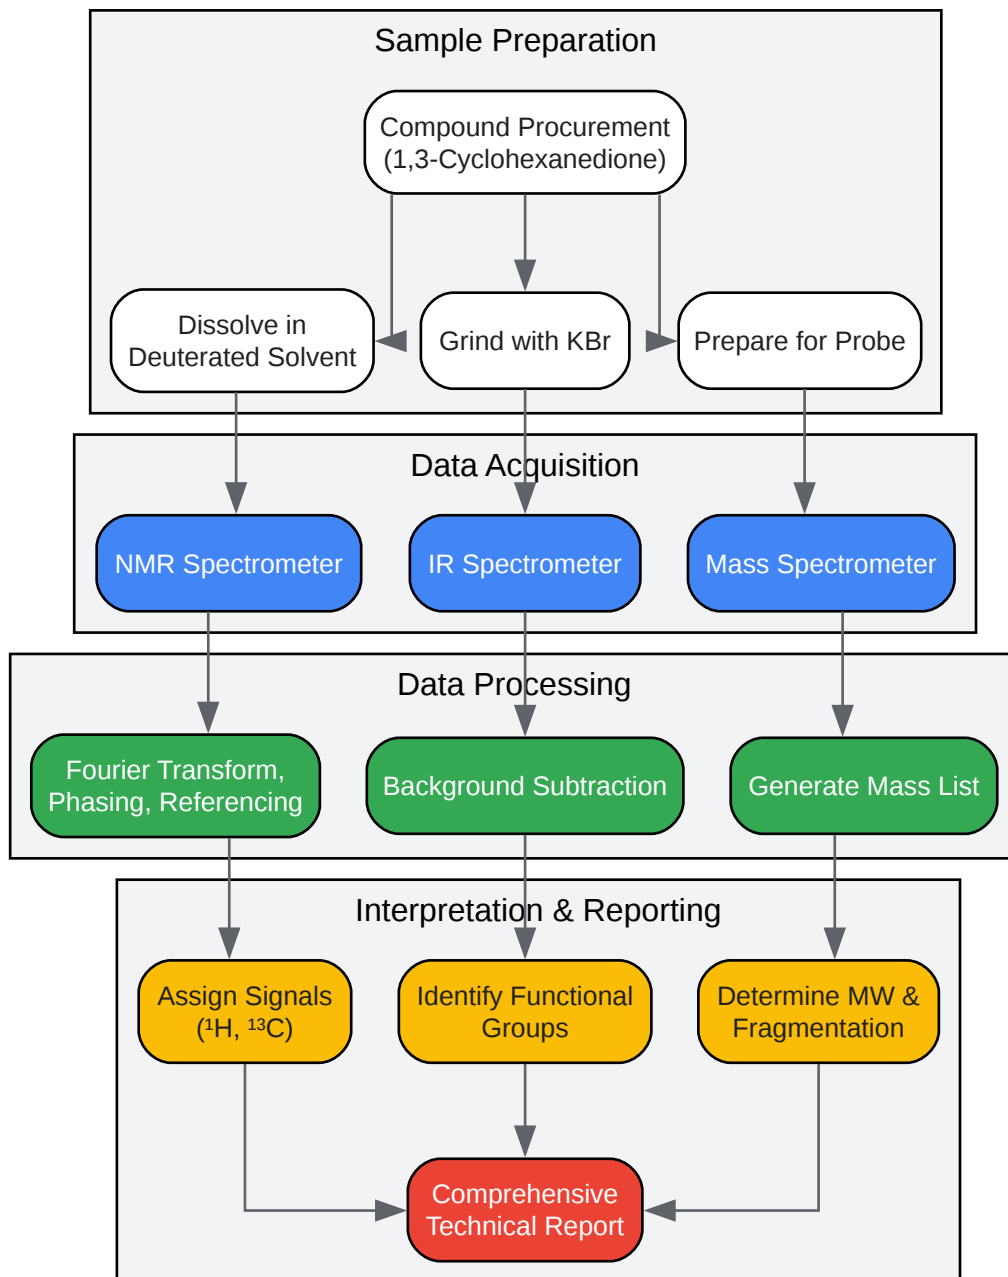 Sample Preparation
Compound Procurement
(1,3-Cyclohexanedione)
Dissolve in
Deuterated Solvent
Grind with KBr
Prepare for Probe
Data Acquisition
NMR Spectrometer
IR Spectrometer
Mass Spectrometer
Data Processing
Fourier Transform,
Phasing, Referencing
Background Subtraction
Generate Mass List
Interpretation & Reporting
Assign Signals
(¹H, ¹³C)
Identify Functional
Groups
Determine MW &
Fragmentation
Comprehensive
Technical Report